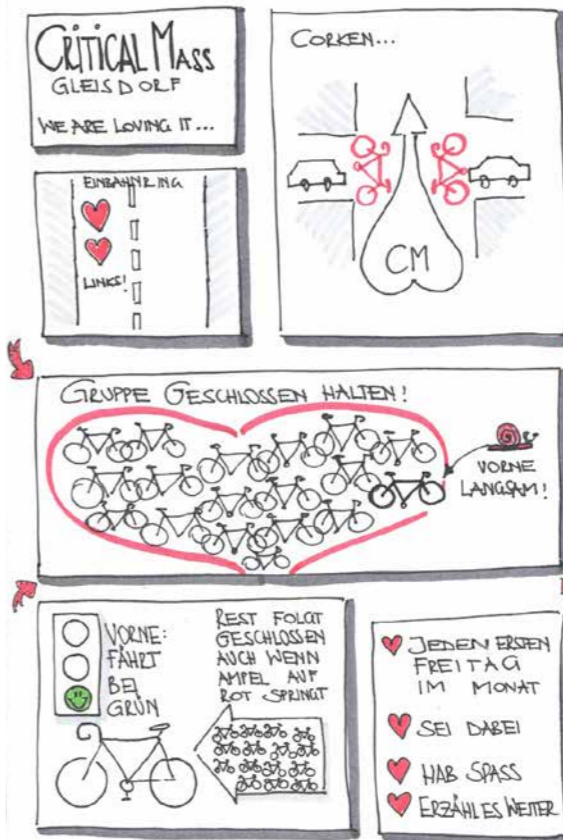 CRITICAL MASS
GLEISDORF
WE ARE LOVING IT...
CORKEN...
CM
EINBAHNRING
LINKS!
GRUPPE GESCHLOSSEN HALTEN!
VORNE
LANGSAM!
VORNE:
FÄHRT
BEI
GRÜN
REST FOLGT
GESCHLOSSEN
AUCH WENN
AMPEL AUF
ROT SPRINGT
JEDEN ERSTEN
FREITAG
IM MONAT
SEI DABEI
HAB SPASS
ERZÄHL ES WEITER